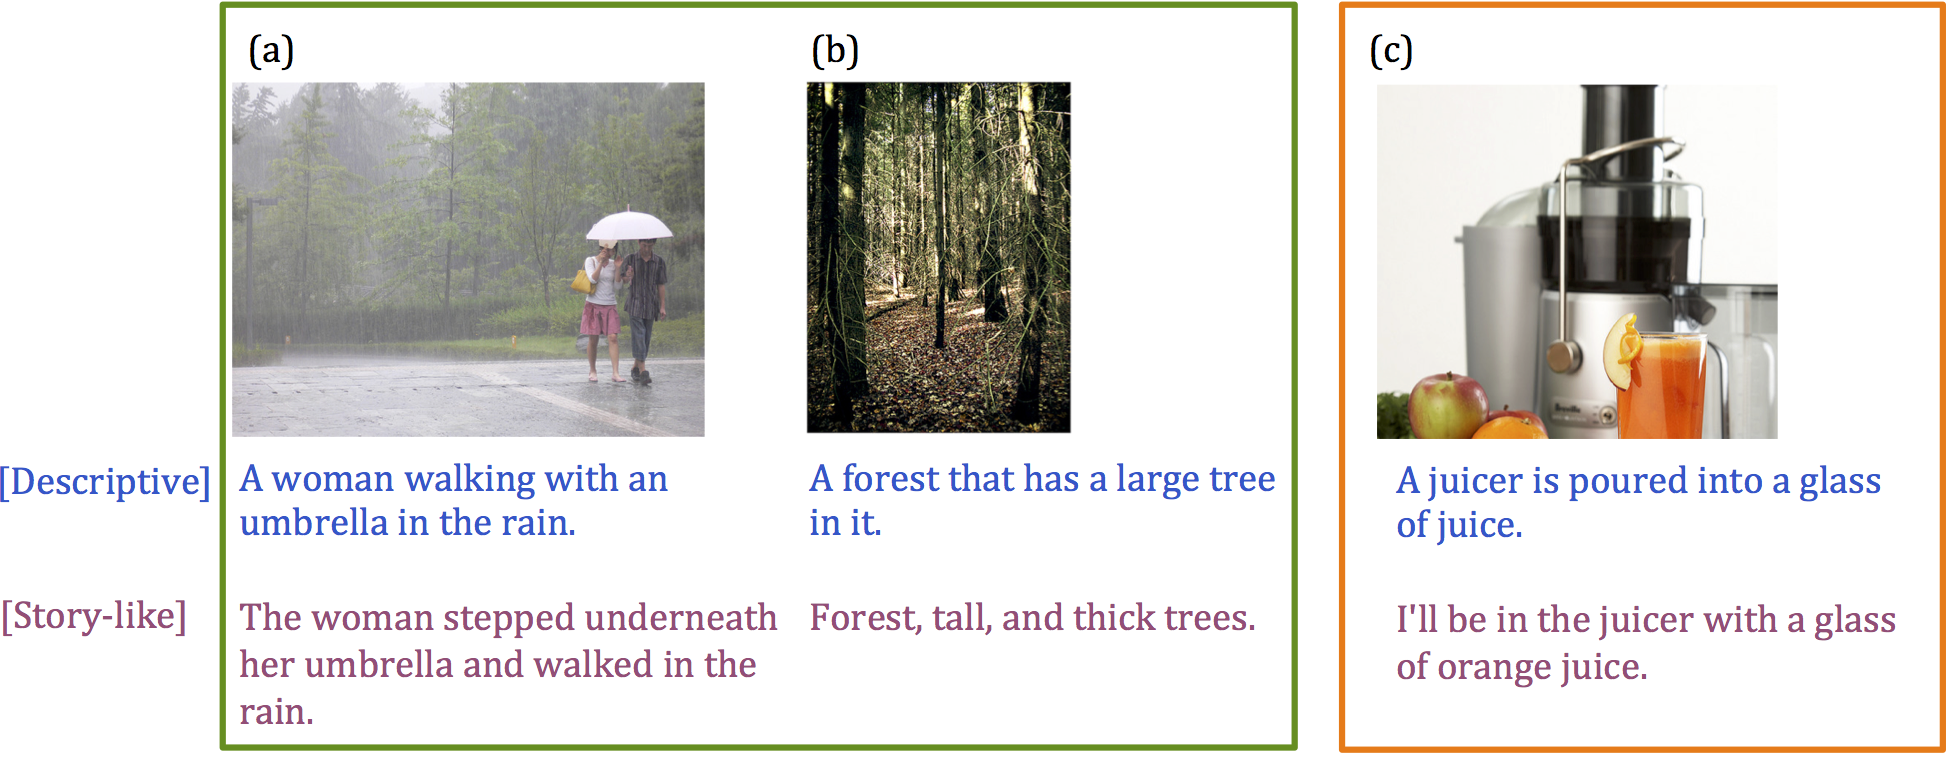 (a)
(b)
(c)
[Descriptive]
A woman walking with an
umbrella in the rain.
A forest that has a large tree
in it.
A juicer is poured into a glass
of juice.
[Story-like]
The woman stepped underneath
her umbrella and walked in the
rain.
Forest, tall, and thick trees.
I'll be in the juicer with a glass
of orange juice.
Breville